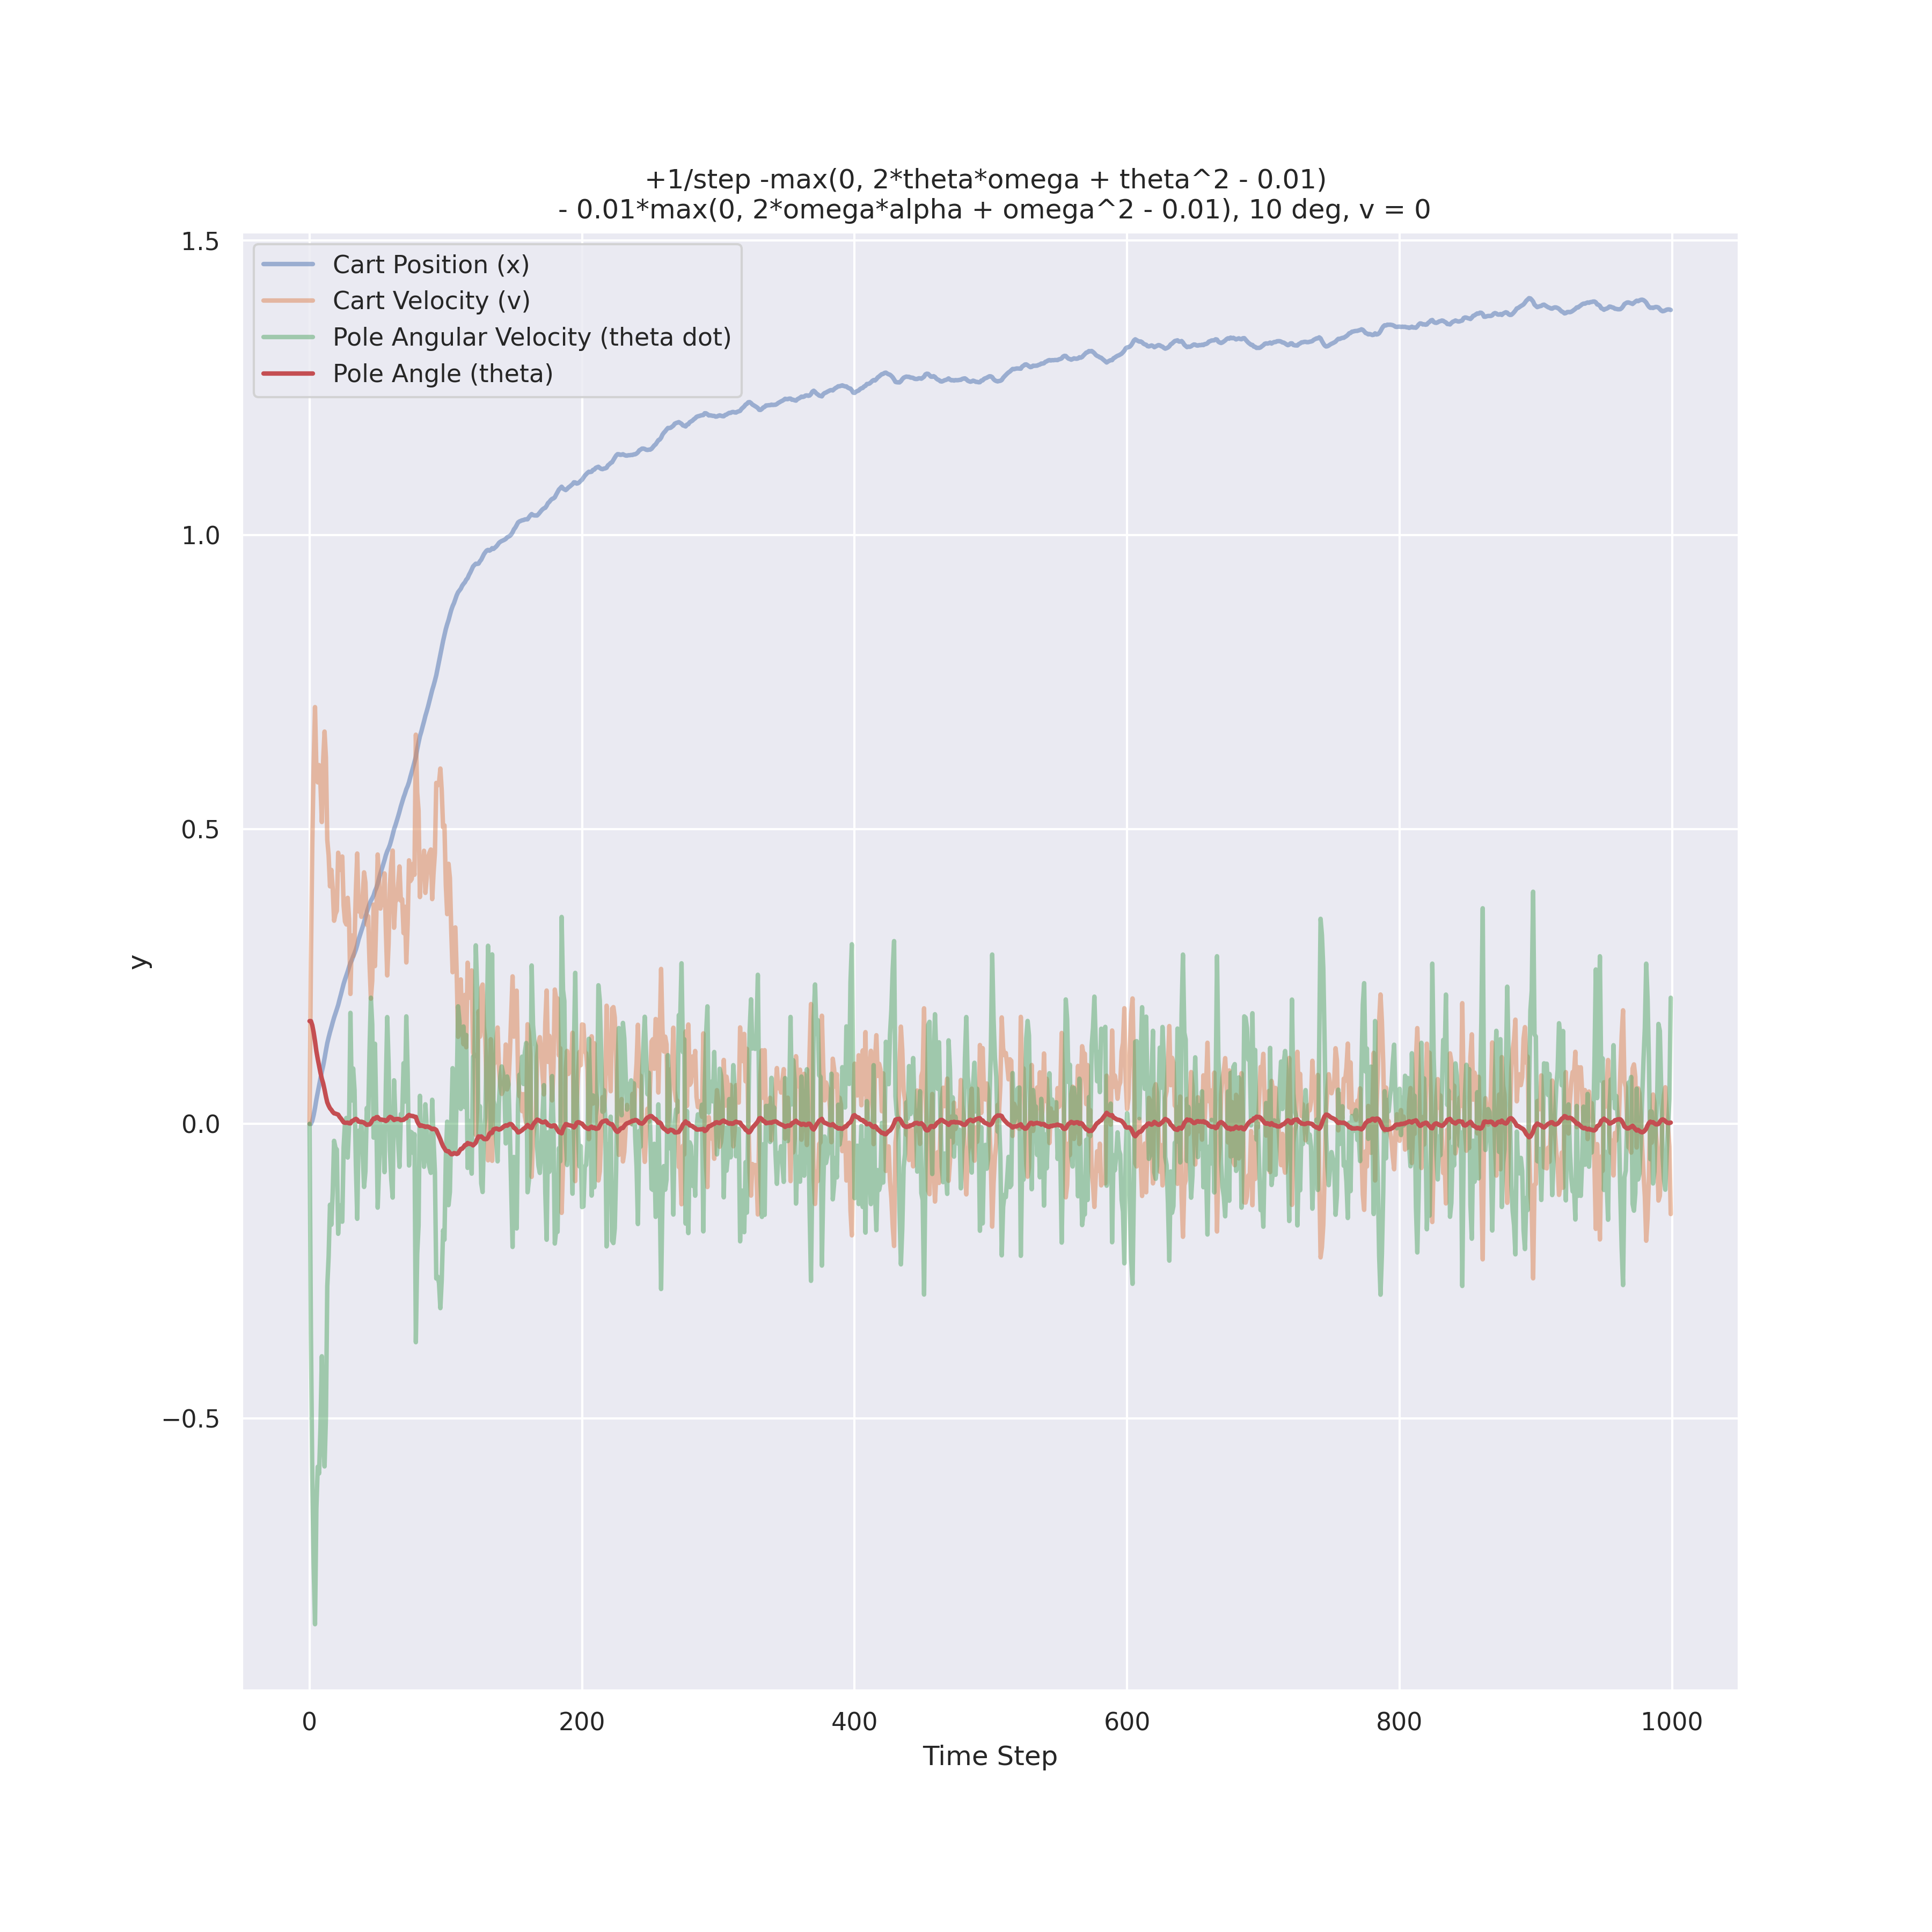 +1/step -max(0, 2*theta*omega + theta^2 - 0.01)
- 0.01*max(0, 2*omega*alpha + omega^2 - 0.01), 10 deg, v = 0
1.5
1.0
0.5
0.0
−0.5
y
Cart Position (x)
Cart Velocity (v)
Pole Angular Velocity (theta dot)
Pole Angle (theta)
0
200
400
600
800
1000
Time Step